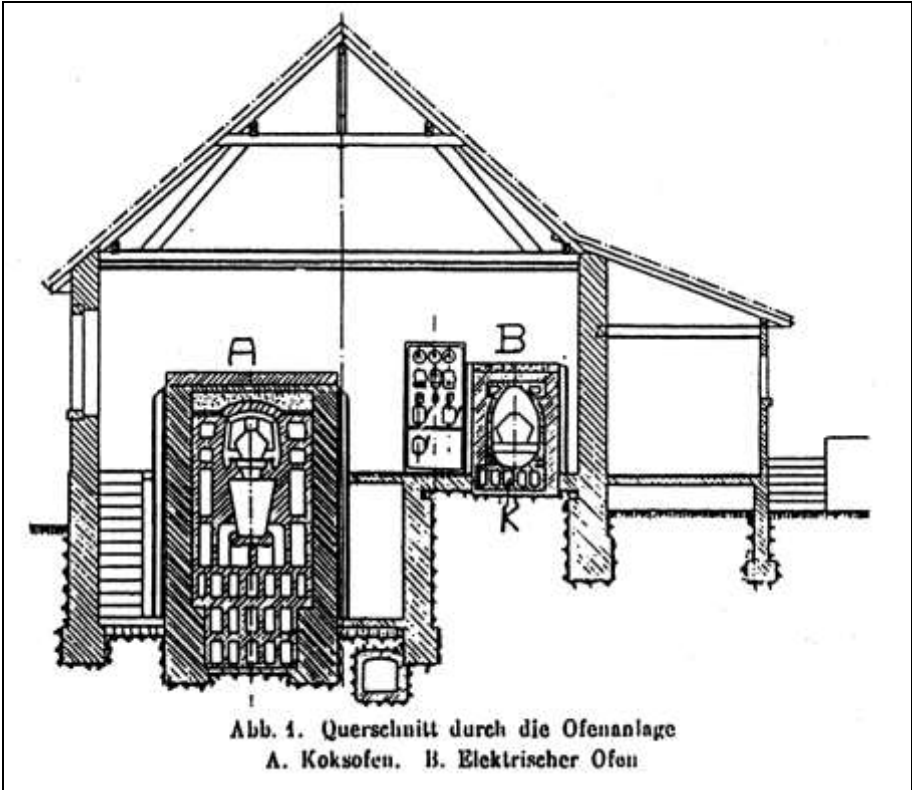 A
B
K
Abb. 1. Querschnitt durch die Ofenanlage
A. Koksofen. B. Elektrischer Ofen